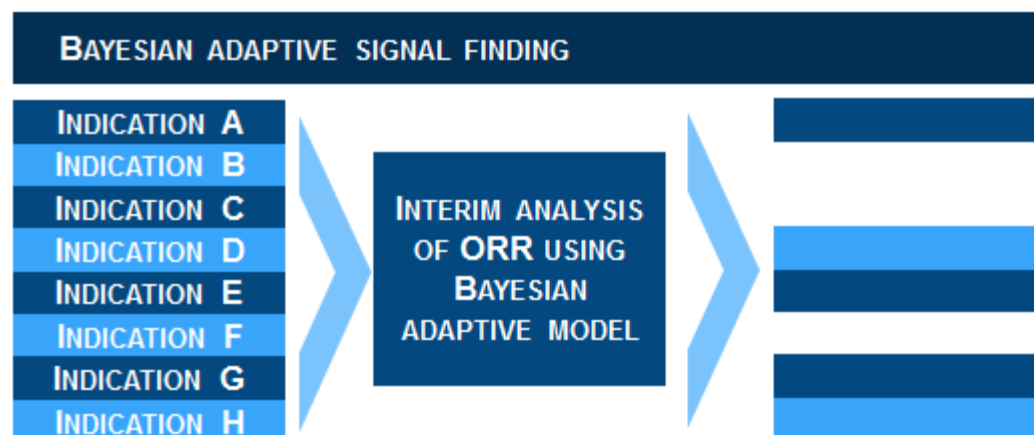 BAYESIAN ADAPTIVE SIGNAL FINDING
INDICATION A
INDICATION B
INDICATION C
INDICATION D
INDICATION E
INDICATION F
INDICATION G
INDICATION H
INTERIM ANALYSIS
OF ORR USING
BAYESIAN
ADAPTIVE MODEL